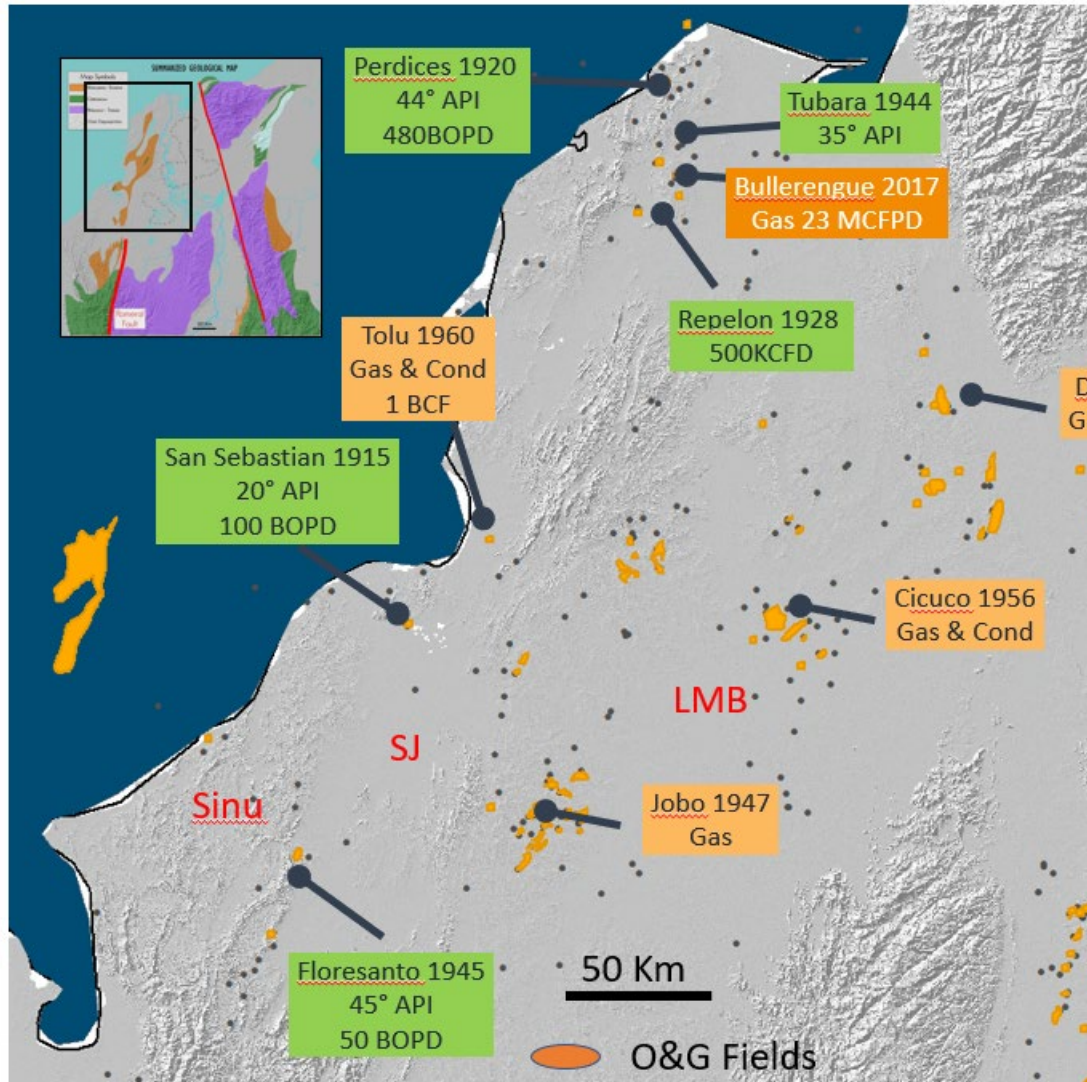 SUMMARIZED GEOLOGICAL MAP
Map Symbols
Perdices 1920
44° API
480BOPD
Tubara 1944
35° API
Bullerengue 2017
Gas 23 MCFPD
Repelon 1928
500KCFD
Tolu 1960
Gas & Cond
1 BCF
D
G
San Sebastian 1915
20° API
100 BOPD
Cicuco 1956
Gas & Cond
LMB
SJ
Sinu
Jobo 1947
Gas
Floresanto 1945
45° API
50 BOPD
50 Km
O&G Fields